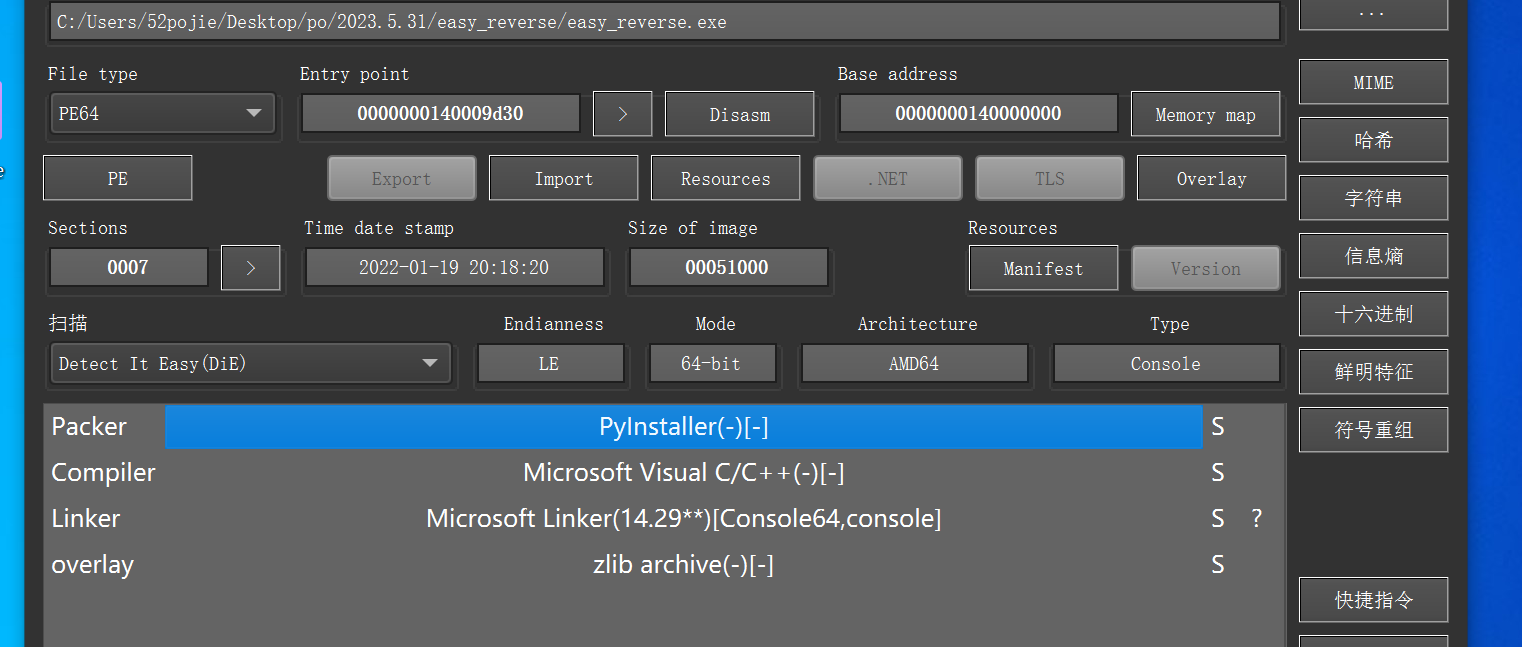 C:/Users/52pojie/Desktop/po/2023.5.31/easy_reverse/easy_reverse.exe
...
File type
Entry point
Base address
PE64
0000000140009d30
>
Disasm
0000000140000000
Memory map
MIME
哈希
PE
Export
Import
Resources
.NET
TLS
Overlay
字符串
Sections
Time date stamp
Size of image
Resources
0007
>
2022-01-19 20:18:20
00051000
Manifest
Version
信息熵
扫描
Endianness
Mode
Architecture
Type
十六进制
Detect It Easy(DiE)
LE
64-bit
AMD64
Console
鲜明特征
Packer
PyInstaller(-)[-]
S
符号重组
Compiler
Microsoft Visual C/C++(-)[-]
S
Linker
Microsoft Linker(14.29**)[Console64,console]
S
?
overlay
zlib archive(-)[-]
S
快捷指令
e